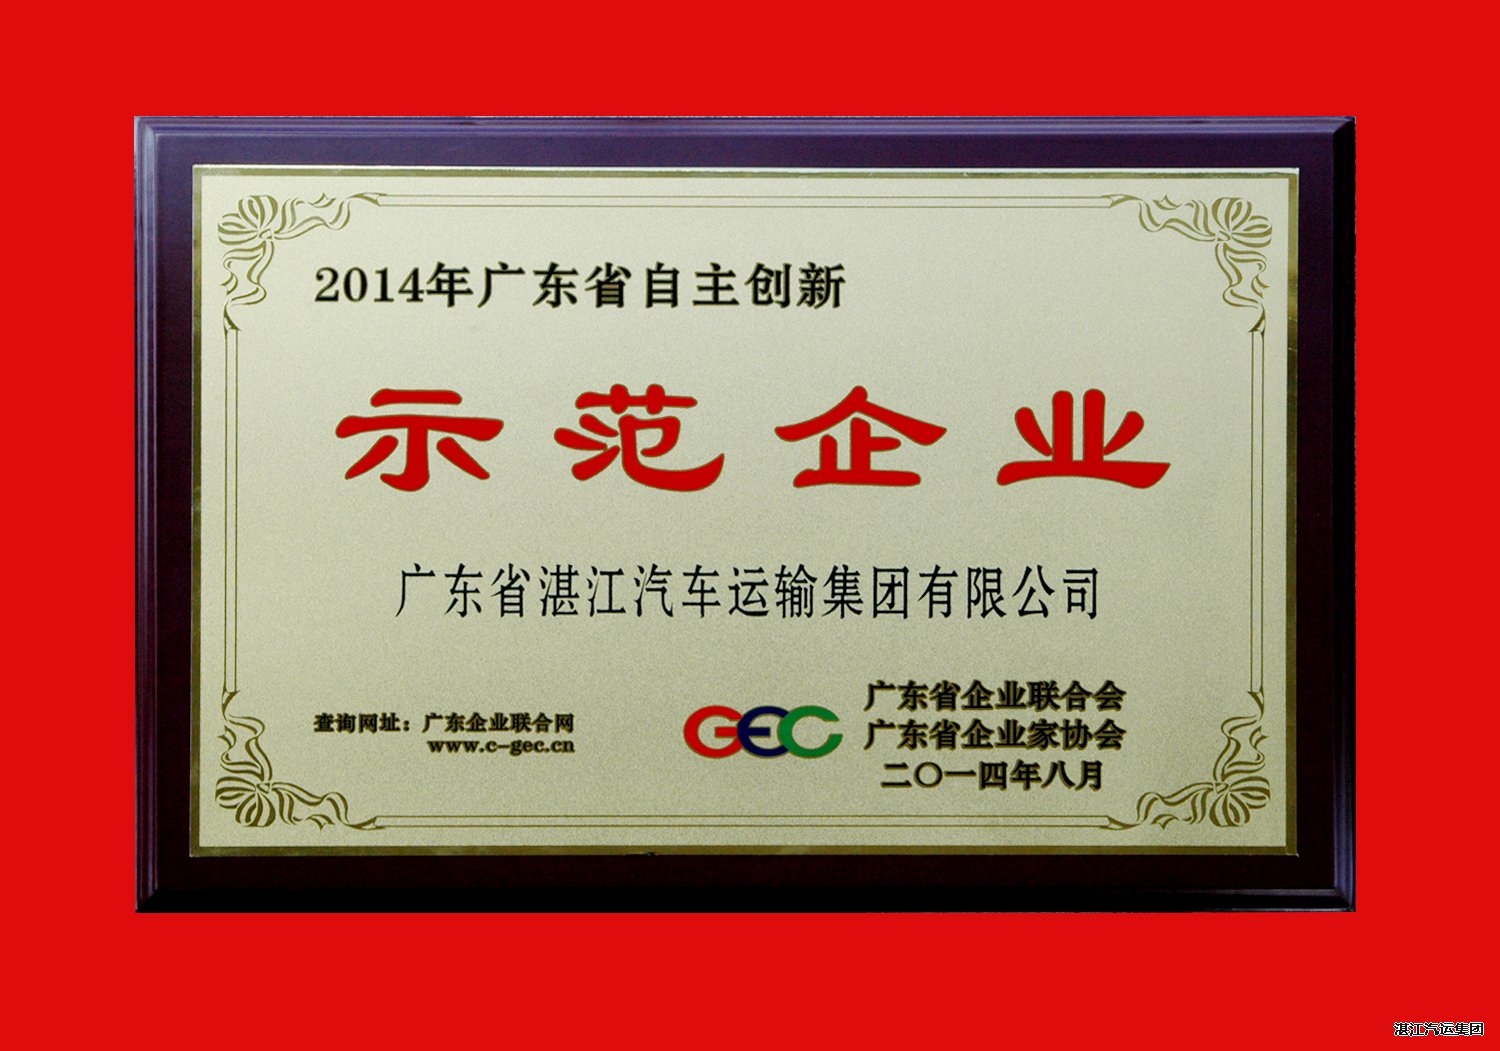 2014年广东省自主创新
示范企业
广东省湛江汽车运输集团有限公司
查询网址：广东企业联合网
www.c-gec.cn
GEC
广东省企业联合会
广东省企业家协会
二〇一四年八月
湛江汽运集团